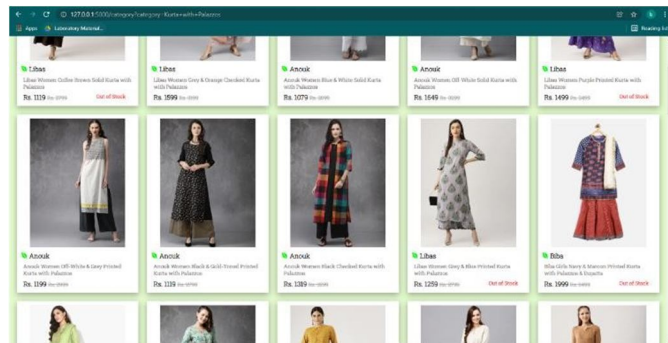 127.0.0.1:5000/category?category=Kurta+with+Palazzos
Apps Laboratory Material... Reading List
Libas Libas Anouk Anouk Libas
Libas Women Coffee Brown Solid Kurta with Libas Women Grey & Orange Checked Kurta Anouk Women Blue & White Solid Kurta with Anouk Women Off White Solid Kurta with Libas Women Purple Printed Kurta with
Palazzos with Palazzos Palazzos Palazzos Palazzos
Rs. 1119 Out of Stock Rs. 1599 Rs. 1079 Rs. 1649 Rs. 1499 Out of Stock
Anouk Anouk Anouk Libas Biba
Anouk Women Off-White & Grey Printed Anouk Women Black & Gold-Toned Printed Anouk Women Black Checked Kurta with Libas Women Grey & Blue Printed Kurta with Biba Girls Navy & Maroon Printed Kurta
Kurta with Palazzos Kurta with Palazzos Palazzos Palazzos with Palazzos & Dupatta
Rs. 1199 Rs. 1119 Rs. 1319 Rs. 1259 Out of Stock Rs. 1999 Out of Stock